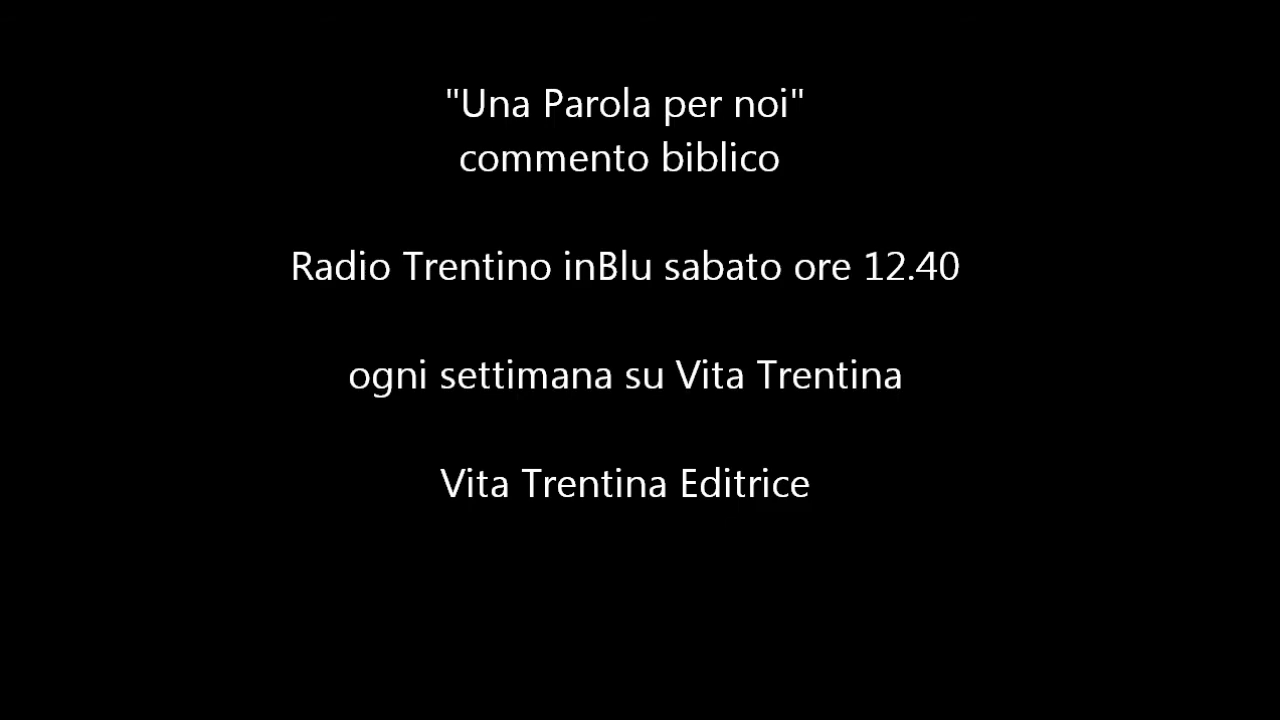 "Una Parola per noi"
commento biblico
Radio Trentino inBlu sabato ore 12.40
ogni settimana su Vita Trentina
Vita Trentina Editrice